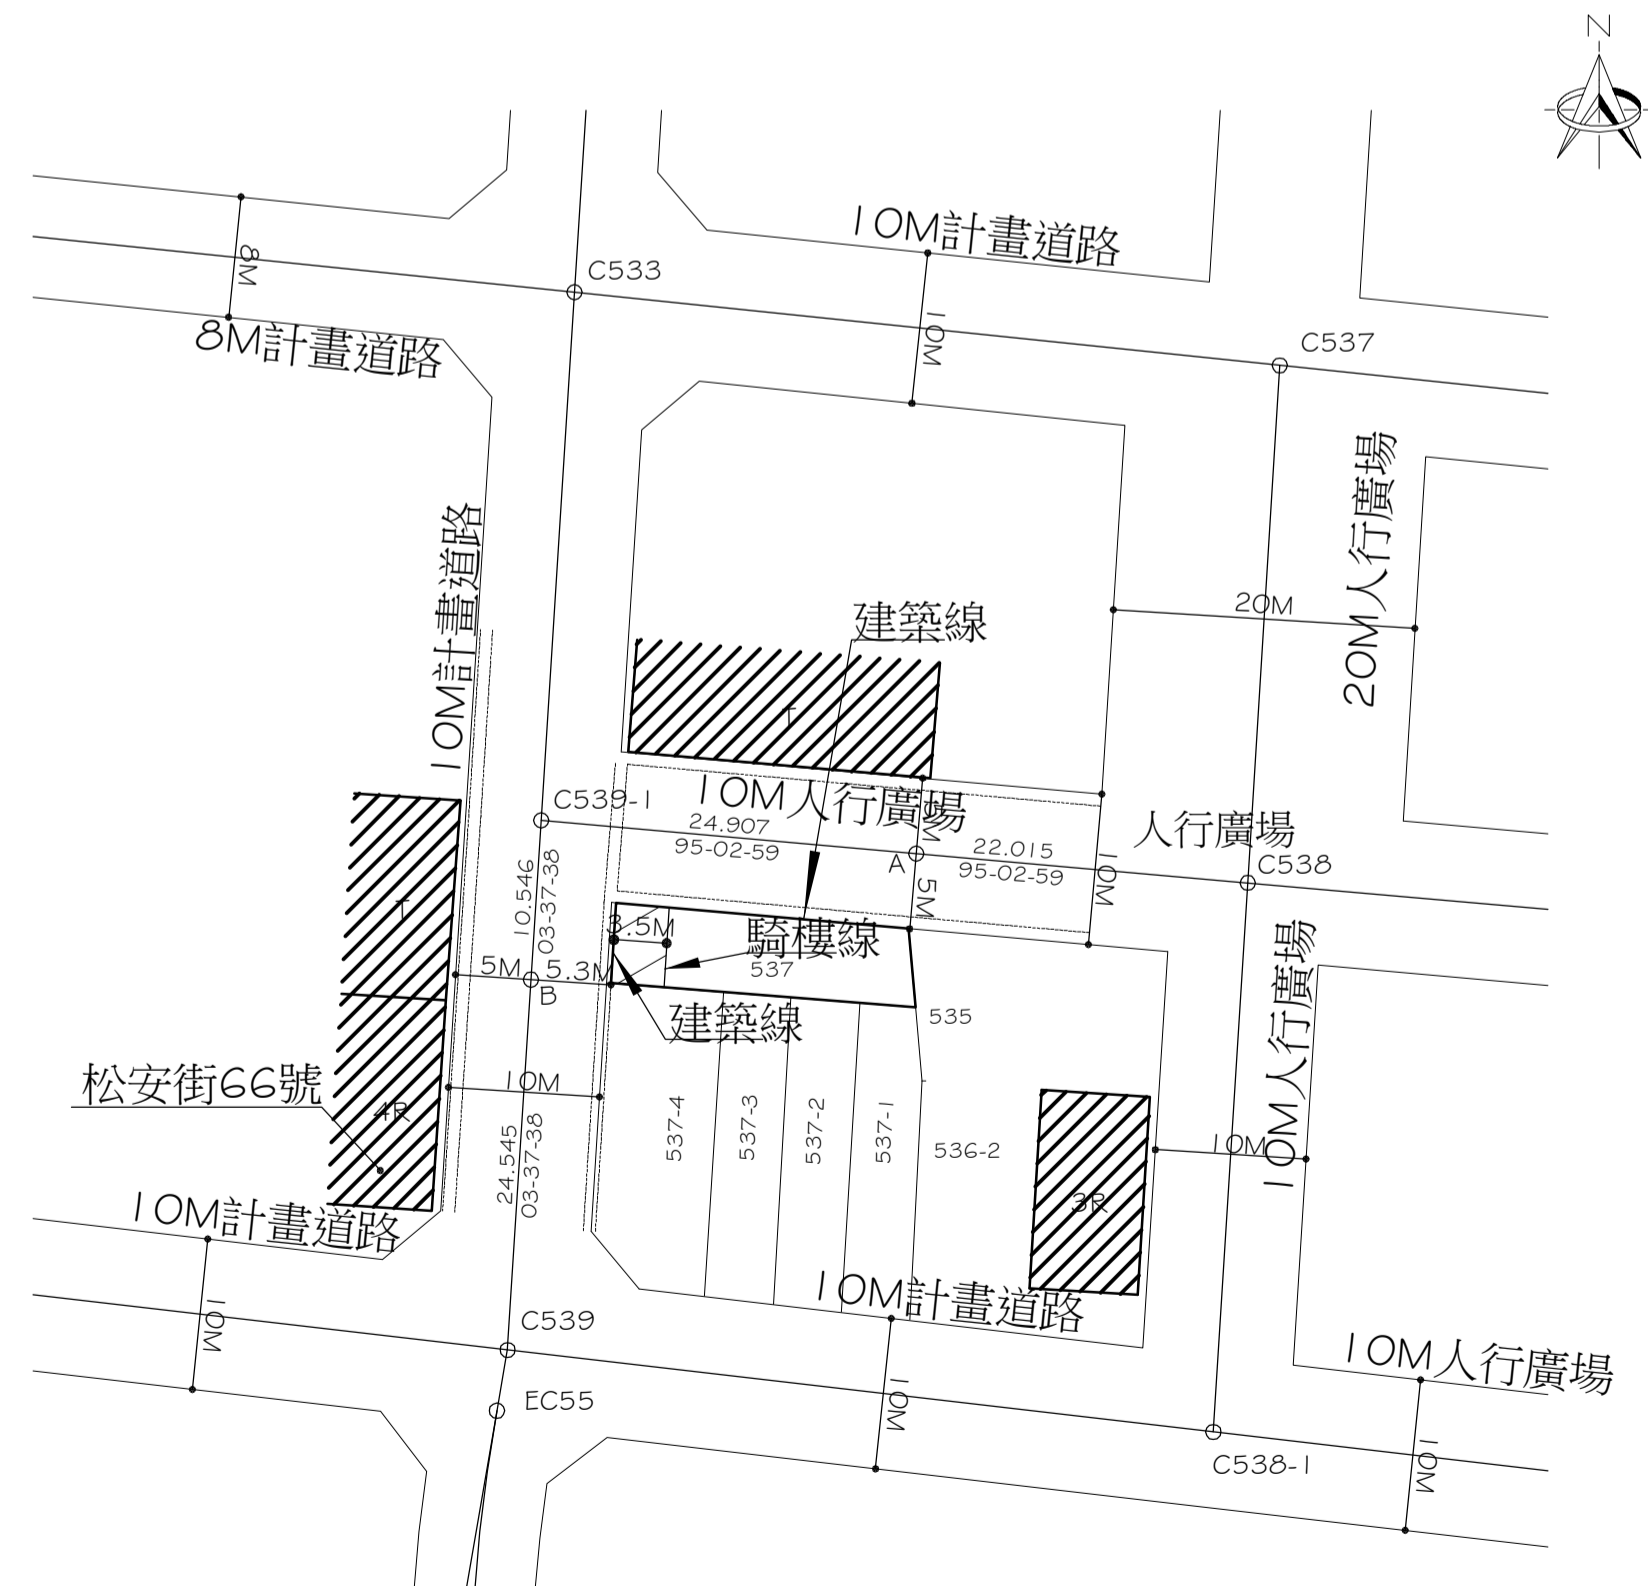 N
10M計畫道路
8M
C533
8M計畫道路
10M
C537
10M計畫道路
20M人行廣場
20M
建築線
T
C539-1
10M人行廣場
5M
人行廣場
24.907
95-02-59
A
22.015
95-02-59
10M
C538
10.546
03-37-38
5M
T
3.5M
騎樓線
537
5M
5.3M
B
建築線
535
10M人行廣場
松安街66號
4R
10M
537-4
537-3
537-2
537-1
536-2
10M
24.545
03-37-38
3R
10M計畫道路
10M計畫道路
10M
C539
10M人行廣場
EC55
10M
C538-1
10M